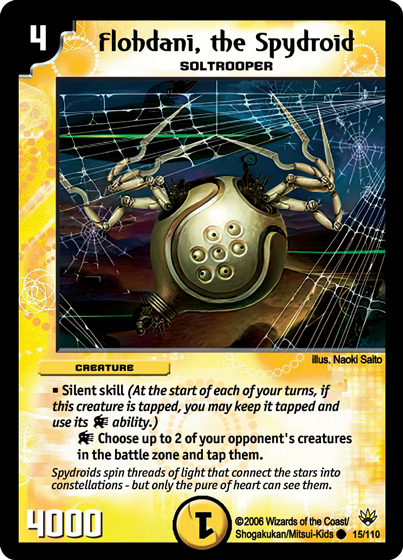 4
Flohdani, the Spydroid
SOLTROOPER
illus. Naoki Saito
CREATURE
▪ Silent skill (At the start of each of your turns, if
this creature is tapped, you may keep it tapped and
use its ability.)
Choose up to 2 of your opponent's creatures
in the battle zone and tap them.
Spydroids spin threads of light that connect the stars into
constellations - but only the pure of heart can see them.
4000
1
©2006 Wizards of the Coast/
Shogakukan/Mitsui-Kids ● 15/110